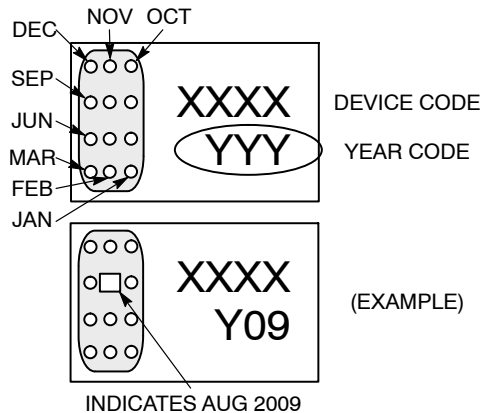 NOV OCT
DEC
SEP
JUN
MAR
FEB
JAN
XXXX
DEVICE CODE
YYY
YEAR CODE
XXXX
Y09
(EXAMPLE)
INDICATES AUG 2009